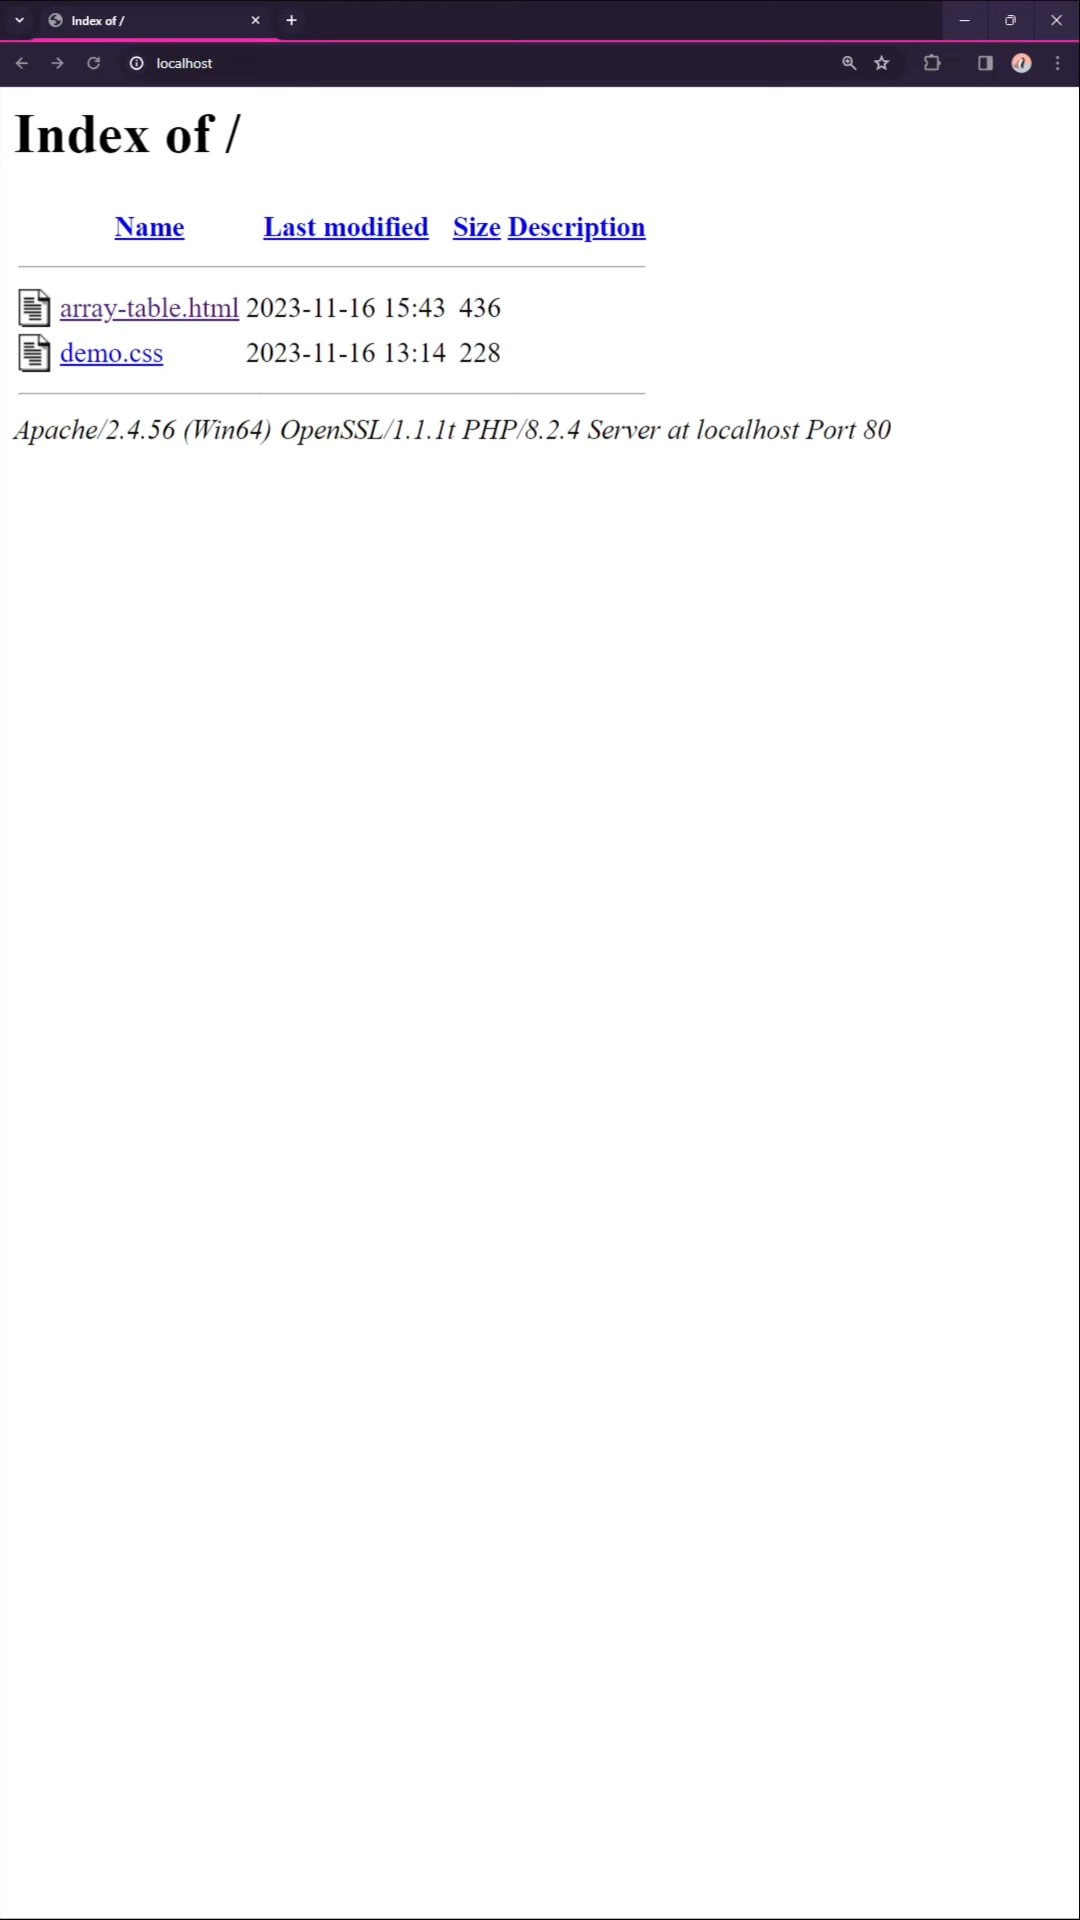 Index of /
localhost
Index of /
Name Last modified Size Description
array-table.html 2023-11-16 15:43 436
demo.css 2023-11-16 13:14 228
Apache/2.4.56 (Win64) OpenSSL/1.1.1t PHP/8.2.4 Server at localhost Port 80